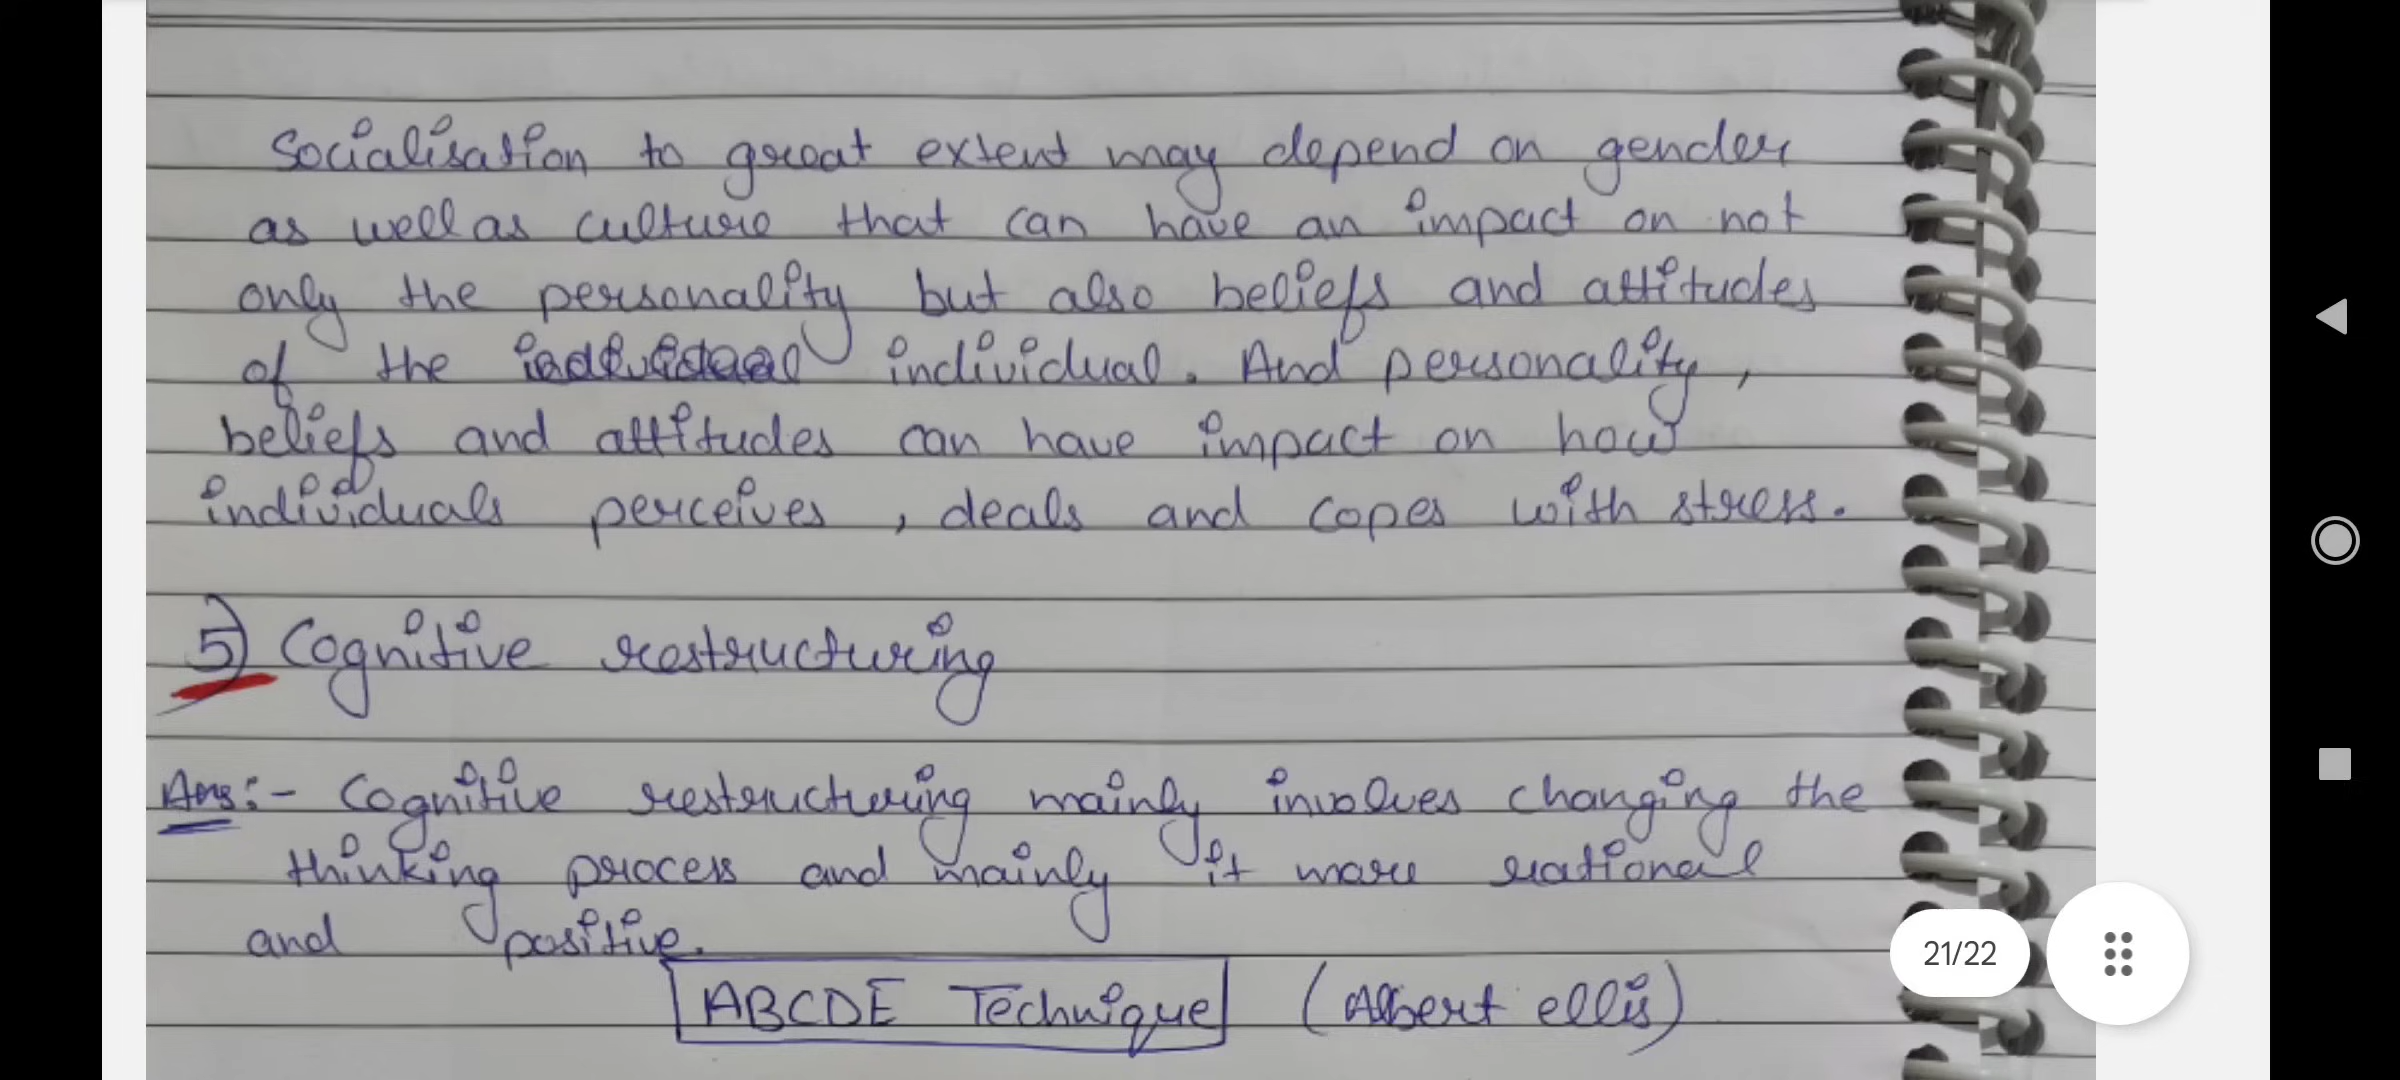 Socialisation to great extent may depend on gender
as well as culture that can have an impact on not
only the personality but also beliefs and attitudes
of the individual. And personality,
beliefs and attitudes can have impact on how
individuals perceives, deals and copes with stress.
5) Cognitive restructuring
Ans:- Cognitive restructuring mainly involves changing the
thinking process and mainly it more rational
and positive.
ABCDE Technique (Albert ellis)
21/22